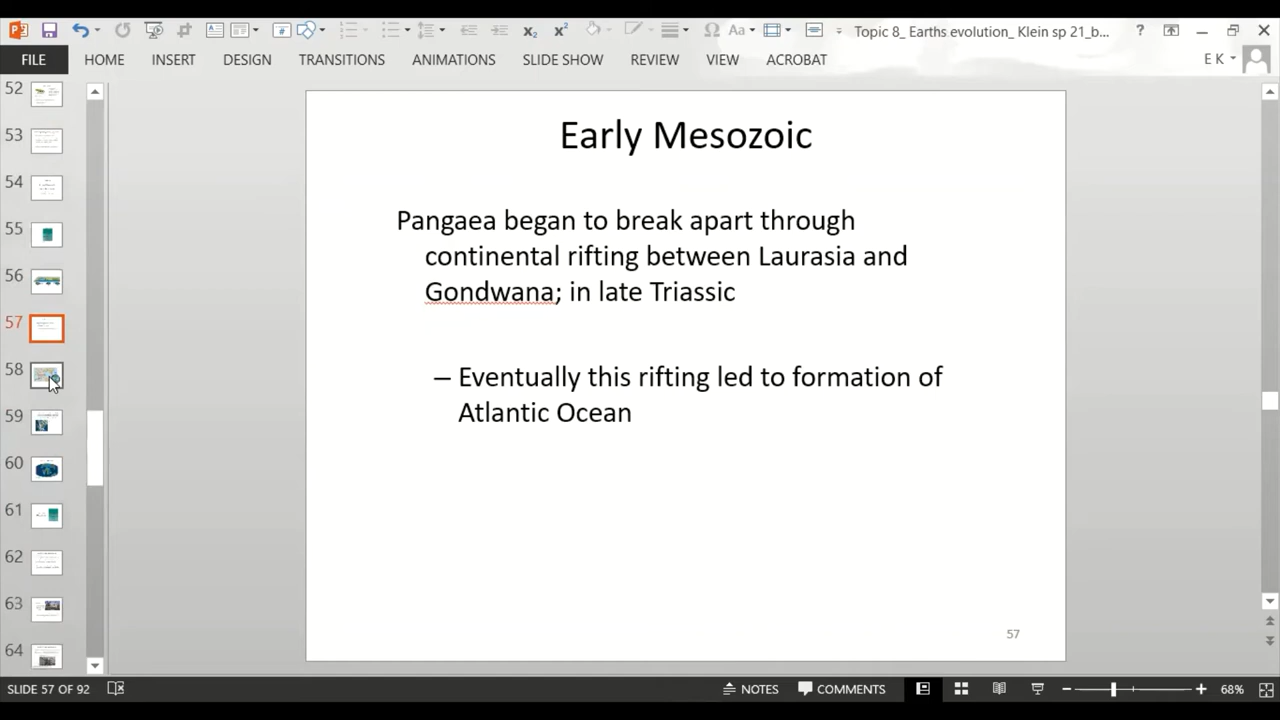 Topic 8_ Earths evolution_ Klein sp 21_b...
FILE HOME INSERT DESIGN TRANSITIONS ANIMATIONS SLIDE SHOW REVIEW VIEW ACROBAT E K
52
53
54
55
56
57
58
59
60
61
62
63
64
Early Mesozoic
Pangaea began to break apart through
continental rifting between Laurasia and
Gondwana; in late Triassic
– Eventually this rifting led to formation of
Atlantic Ocean
57
SLIDE 57 OF 92 NOTES COMMENTS 68%